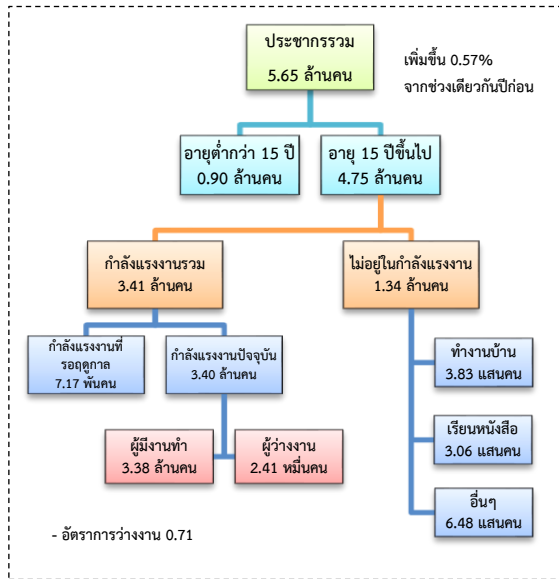 ประชากรรวม
5.65 ล้านคน
เพิ่มขึ้น 0.57%
จากช่วงเดียวกันปีก่อน
อายุต่ำกว่า 15 ปี
0.90 ล้านคน
อายุ 15 ปีขึ้นไป
4.75 ล้านคน
กำลังแรงงานรวม
3.41 ล้านคน
ไม่อยู่ในกำลังแรงงาน
1.34 ล้านคน
กำลังแรงงานที่
รอฤดูกาล
7.17 พันคน
กำลังแรงงานปัจจุบัน
3.40 ล้านคน
ทำงานบ้าน
3.83 แสนคน
ผู้มีงานทำ
3.38 ล้านคน
ผู้ว่างงาน
2.41 หมื่นคน
เรียนหนังสือ
3.06 แสนคน
อื่นๆ
6.48 แสนคน
- อัตราการว่างงาน 0.71